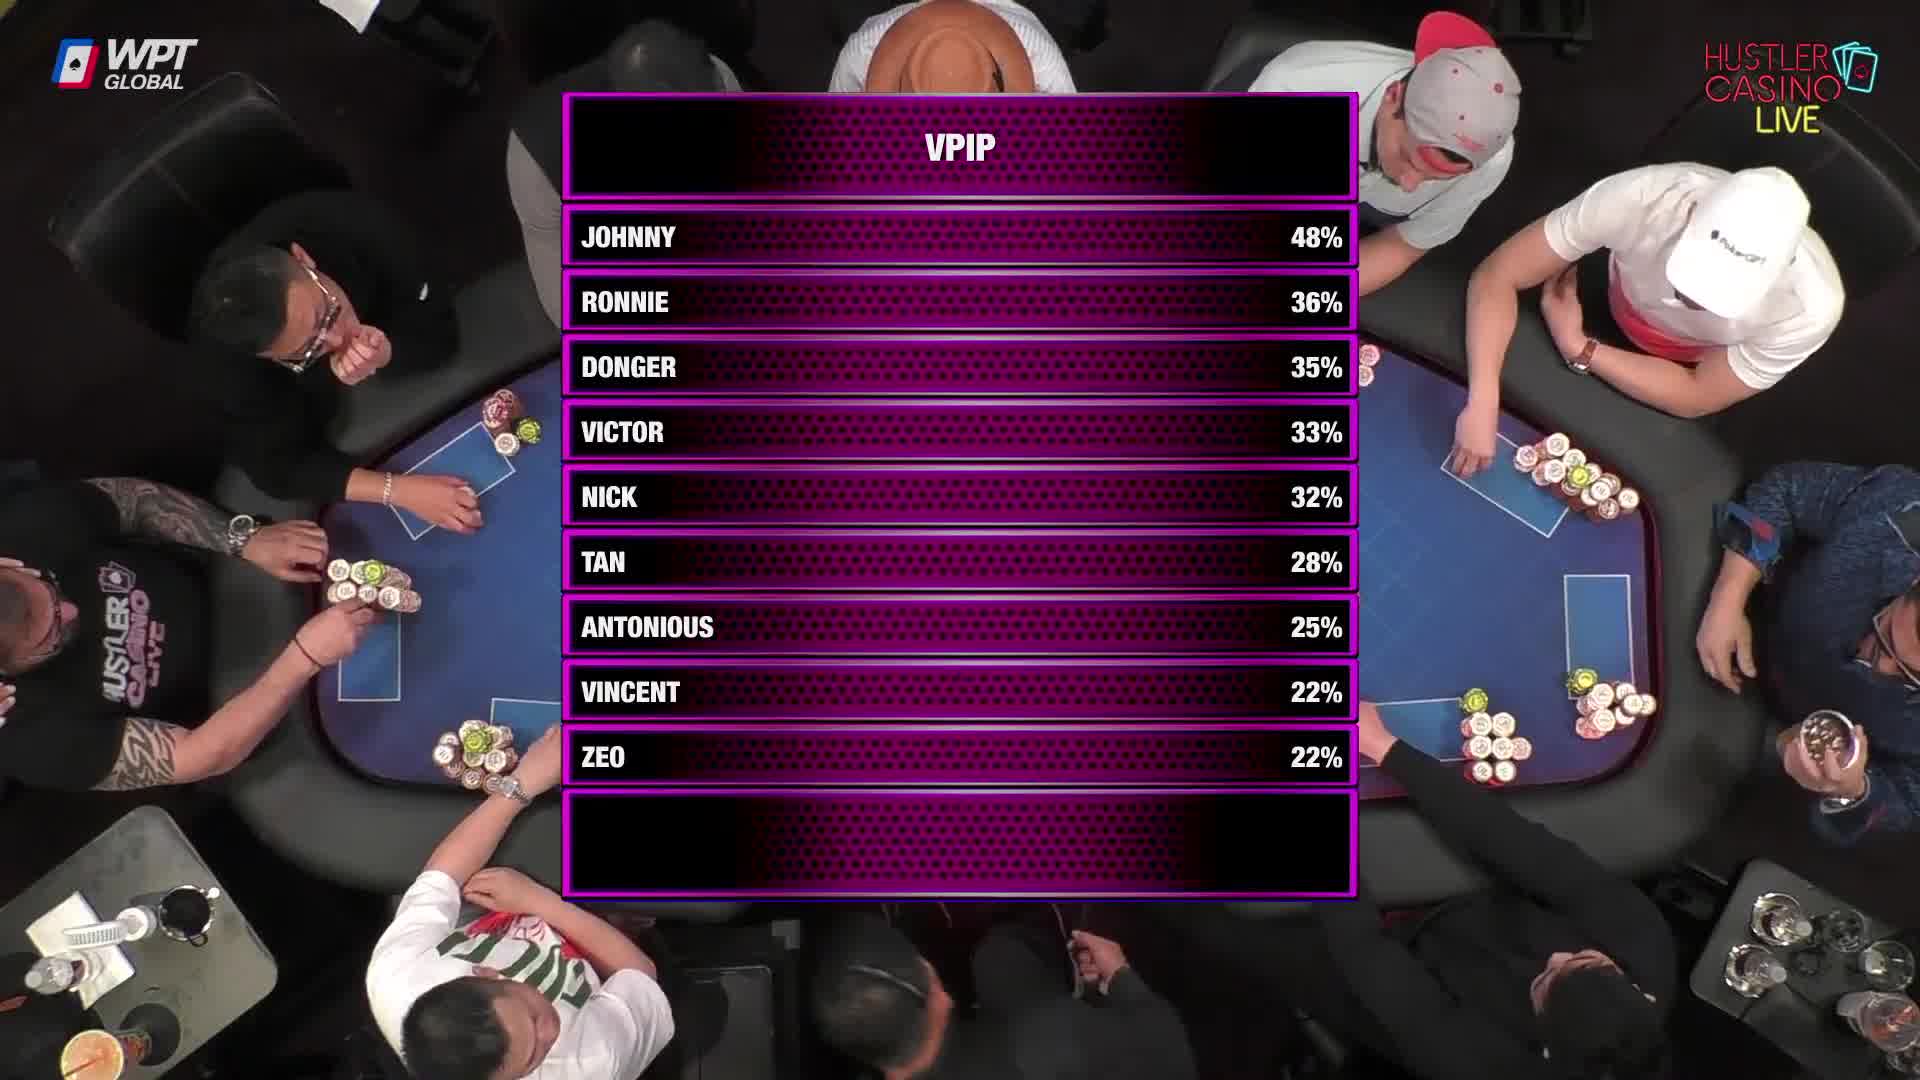 WPT
GLOBAL
HUSTLER
CASINO
LIVE
VPIP
JOHNNY 48%
RONNIE 36%
DONGER 35%
VICTOR 33%
NICK 32%
TAN 28%
ANTONIOUS 25%
VINCENT 22%
ZEO 22%
HUSTLER
CASINO
LIVE